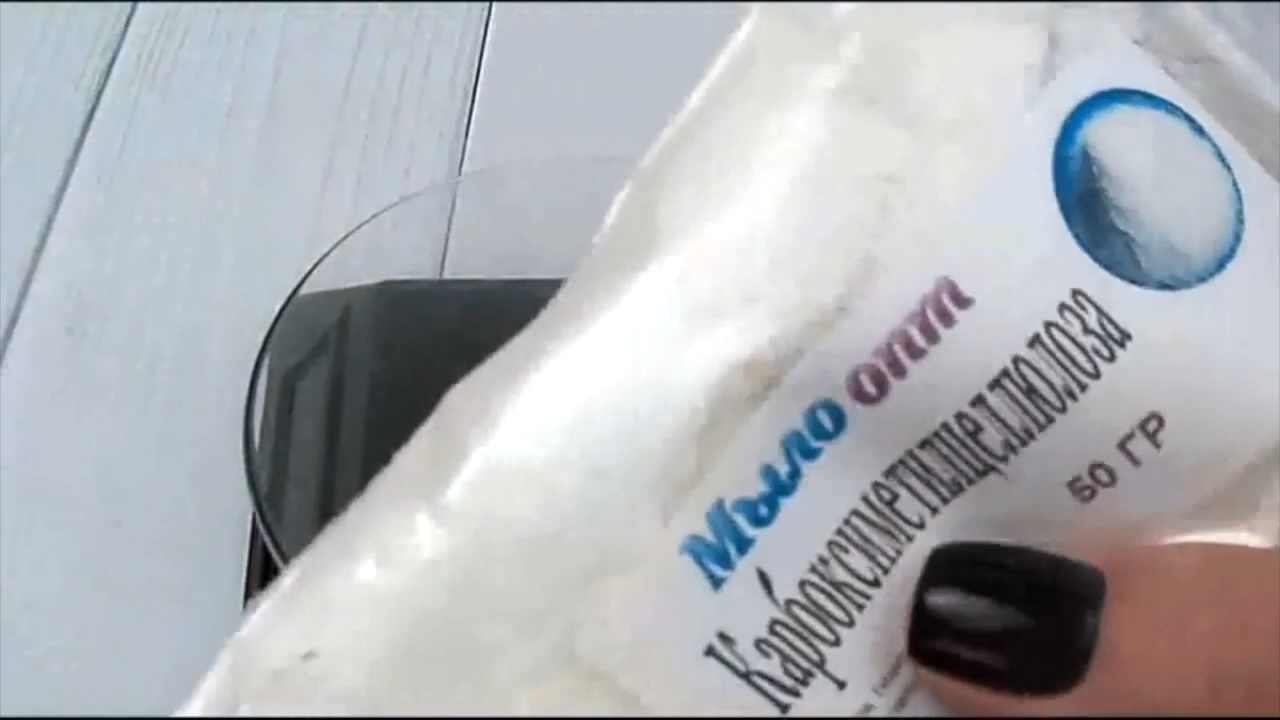 Мыло опт
Карбоксиметилцеллюлоза
50 ГР